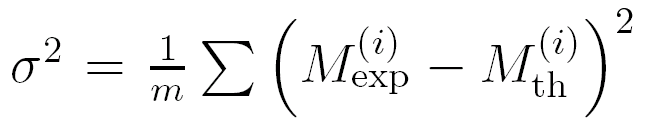 σ² = 1/m ∑ (M_exp^(i) − M_th^(i))²